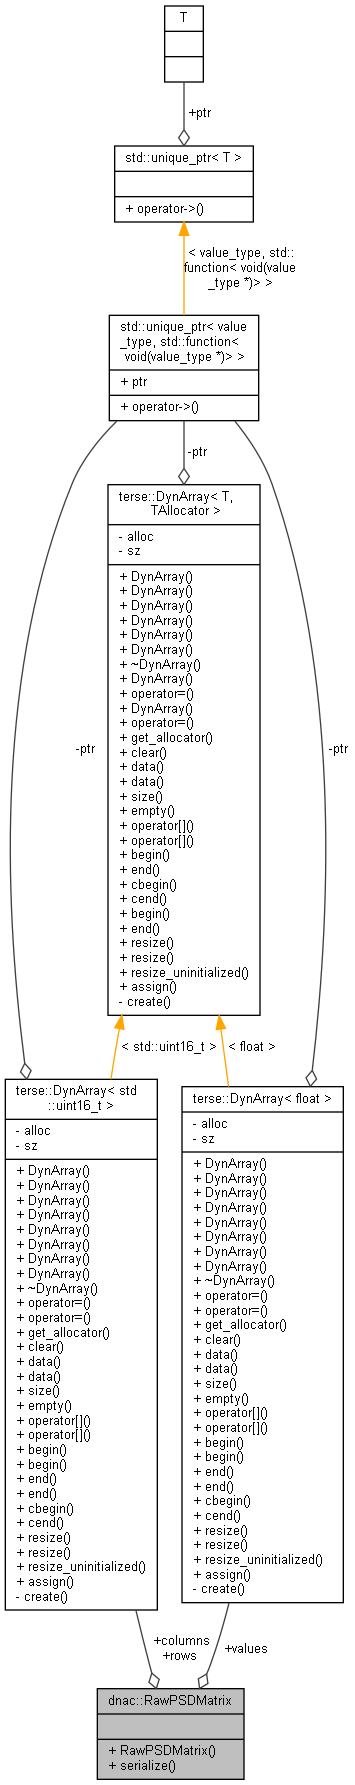 T
+ptr
std::unique_ptr< T >
+ operator->()
< value_type, std::
function< void(value
_type *)> >
std::unique_ptr< value
_type, std::function<
void(value_type *)> >
+ ptr
+ operator->()
-ptr
terse::DynArray< T,
TAllocator >
- alloc
- sz
+ DynArray()
+ DynArray()
+ DynArray()
+ DynArray()
+ DynArray()
+ DynArray()
+ ~DynArray()
+ DynArray()
+ operator=()
+ DynArray()
+ operator=()
+ get_allocator()
+ clear()
+ data()
+ data()
+ size()
+ empty()
+ operator[]()
+ operator[]()
+ begin()
+ end()
+ cbegin()
+ cend()
+ begin()
+ end()
+ resize()
+ resize()
+ resize_uninitialized()
+ assign()
- create()
-ptr
-ptr
< std::uint16_t >
< float >
terse::DynArray< std
::uint16_t >
- alloc
- sz
+ DynArray()
+ DynArray()
+ DynArray()
+ DynArray()
+ DynArray()
+ DynArray()
+ DynArray()
+ DynArray()
+ ~DynArray()
+ operator=()
+ operator=()
+ get_allocator()
+ clear()
+ data()
+ data()
+ size()
+ empty()
+ operator[]()
+ operator[]()
+ begin()
+ begin()
+ end()
+ end()
+ cbegin()
+ cend()
+ resize()
+ resize()
+ resize_uninitialized()
+ assign()
- create()
terse::DynArray< float >
- alloc
- sz
+ DynArray()
+ DynArray()
+ DynArray()
+ DynArray()
+ DynArray()
+ DynArray()
+ DynArray()
+ DynArray()
+ ~DynArray()
+ operator=()
+ operator=()
+ get_allocator()
+ clear()
+ data()
+ data()
+ size()
+ empty()
+ operator[]()
+ operator[]()
+ begin()
+ begin()
+ end()
+ end()
+ cbegin()
+ cend()
+ resize()
+ resize()
+ resize_uninitialized()
+ assign()
- create()
+columns
+rows
+values
dnac::RawPSDMatrix
+ RawPSDMatrix()
+ serialize()